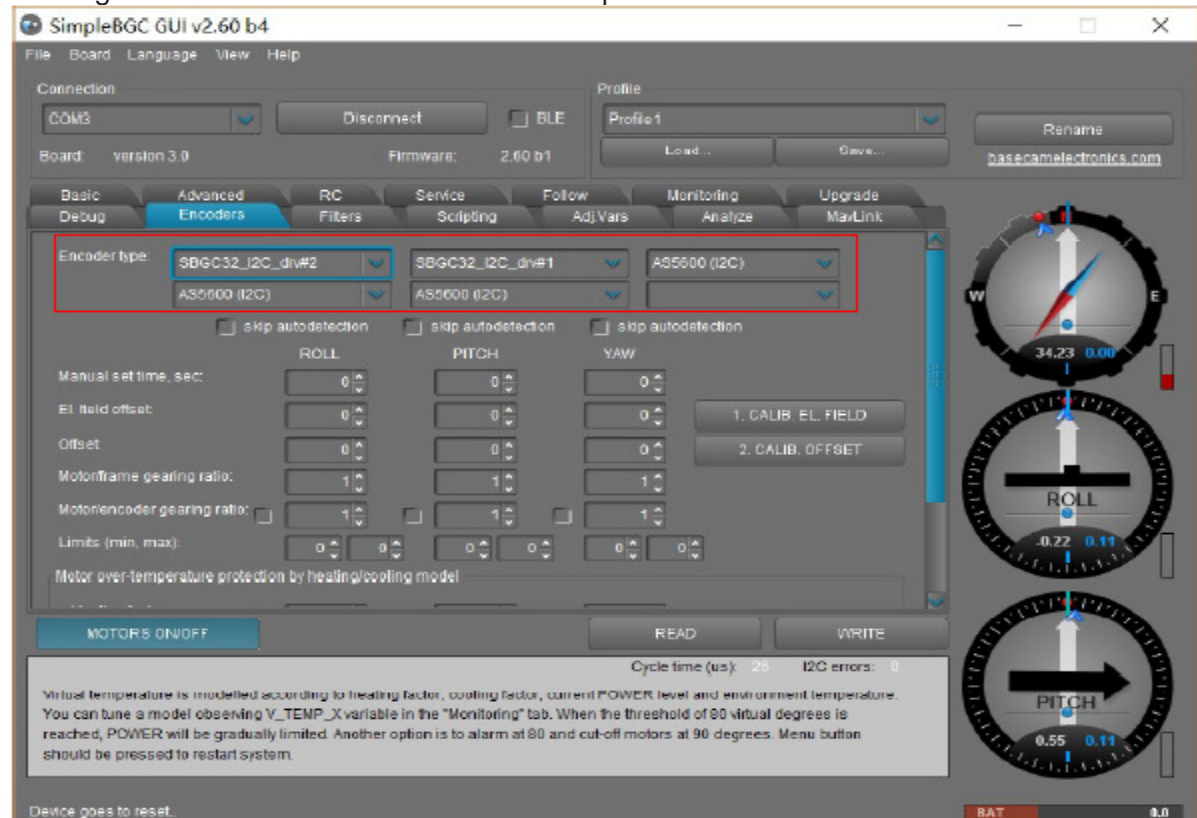 SimpleBGC GUI v2.60 b4
File Board Language View Help
Connection
Profile
COM3
Disconnect
BLE
Profile1
Rename
Load...
Save...
Board: version 3.0
Firmware: 2.60 b1
basecamelectronics.com
Basic Advanced RC Service Follow Monitoring Upgrade
Debug Encoders Filters Scripting Adj.Vars Analyze MavLink
Encoder type:
SBGC32_I2C_drv#2
SBGC32_I2C_drv#1
AS5600 (I2C)
AS5600 (I2C)
AS5600 (I2C)
W
E
skip autodetection skip autodetection skip autodetection
ROLL PITCH YAW
34.23 0.00
Manual set time, sec: 0 0 0
El. field offset: 0 0 0
1. CALIB. EL. FIELD
Offset 0 0 0
2. CALIB. OFFSET
Motor/frame gearing ratio: 1 1 1
Motor/encoder gearing ratio: 1 1 1
ROLL
Limits (min, max): 0 0 0 0 0 0
-0.22 0.11
Motor over-temperature protection by heating/cooling model
MOTORS ON/OFF
READ
WRITE
Cycle time (us): 26 I2C errors: 0
Virtual temperature is modelled according to heating factor, cooling factor, current POWER level and environment temperature.
You can tune a model observing V_TEMP_X variable in the "Monitoring" tab. When the threshold of 80 virtual degrees is
reached, POWER will be gradually limited. Another option is to alarm at 80 and cut-off motors at 90 degrees. Menu button
should be pressed to restart system.
PITCH
0.55 0.11
Device goes to reset..
BAT 0.0